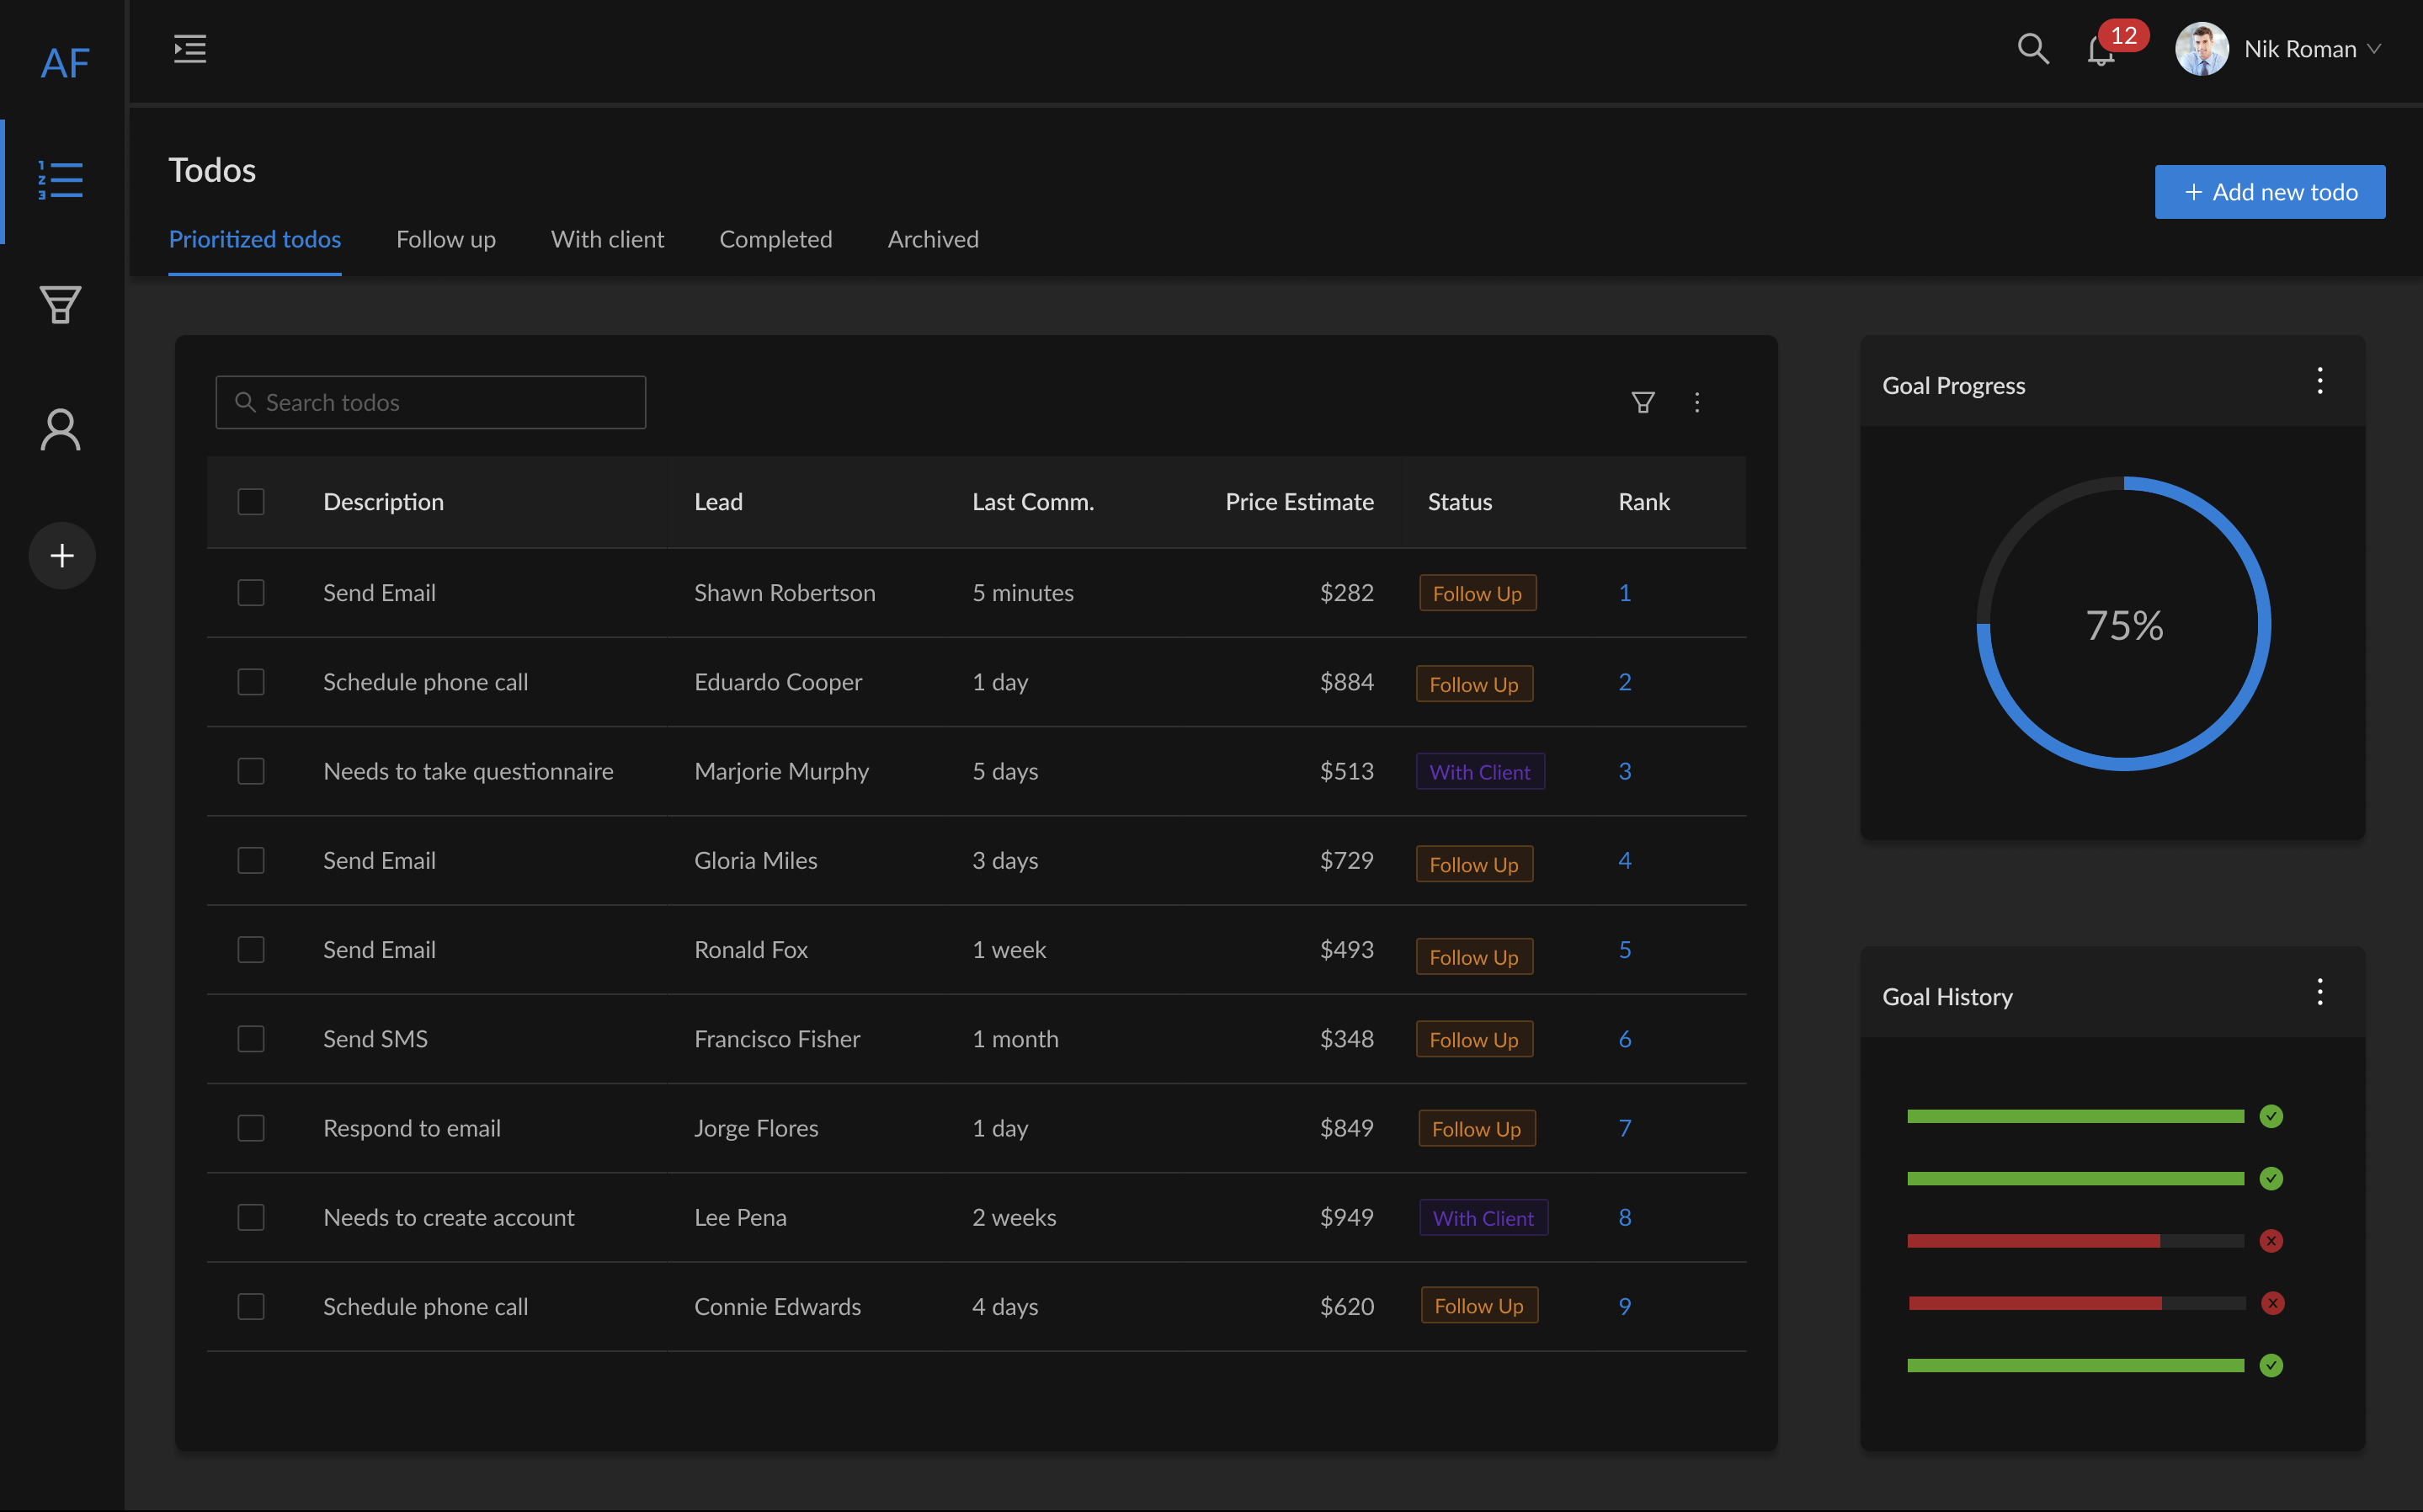 AF
12
Nik Roman
Todos
+ Add new todo
Prioritized todos Follow up With client Completed Archived
Search todos
Description Lead Last Comm. Price Estimate Status Rank
Send Email Shawn Robertson 5 minutes $282 Follow Up 1
Schedule phone call Eduardo Cooper 1 day $884 Follow Up 2
Needs to take questionnaire Marjorie Murphy 5 days $513 With Client 3
Send Email Gloria Miles 3 days $729 Follow Up 4
Send Email Ronald Fox 1 week $493 Follow Up 5
Send SMS Francisco Fisher 1 month $348 Follow Up 6
Respond to email Jorge Flores 1 day $849 Follow Up 7
Needs to create account Lee Pena 2 weeks $949 With Client 8
Schedule phone call Connie Edwards 4 days $620 Follow Up 9
Goal Progress
75%
Goal History